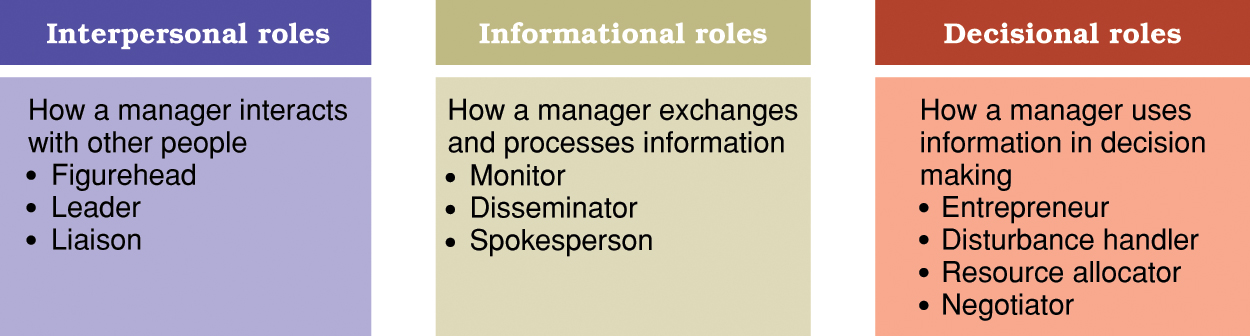 Interpersonal roles
How a manager interacts
with other people
• Figurehead
• Leader
• Liaison
Informational roles
How a manager exchanges
and processes information
• Monitor
• Disseminator
• Spokesperson
Decisional roles
How a manager uses
information in decision
making
• Entrepreneur
• Disturbance handler
• Resource allocator
• Negotiator